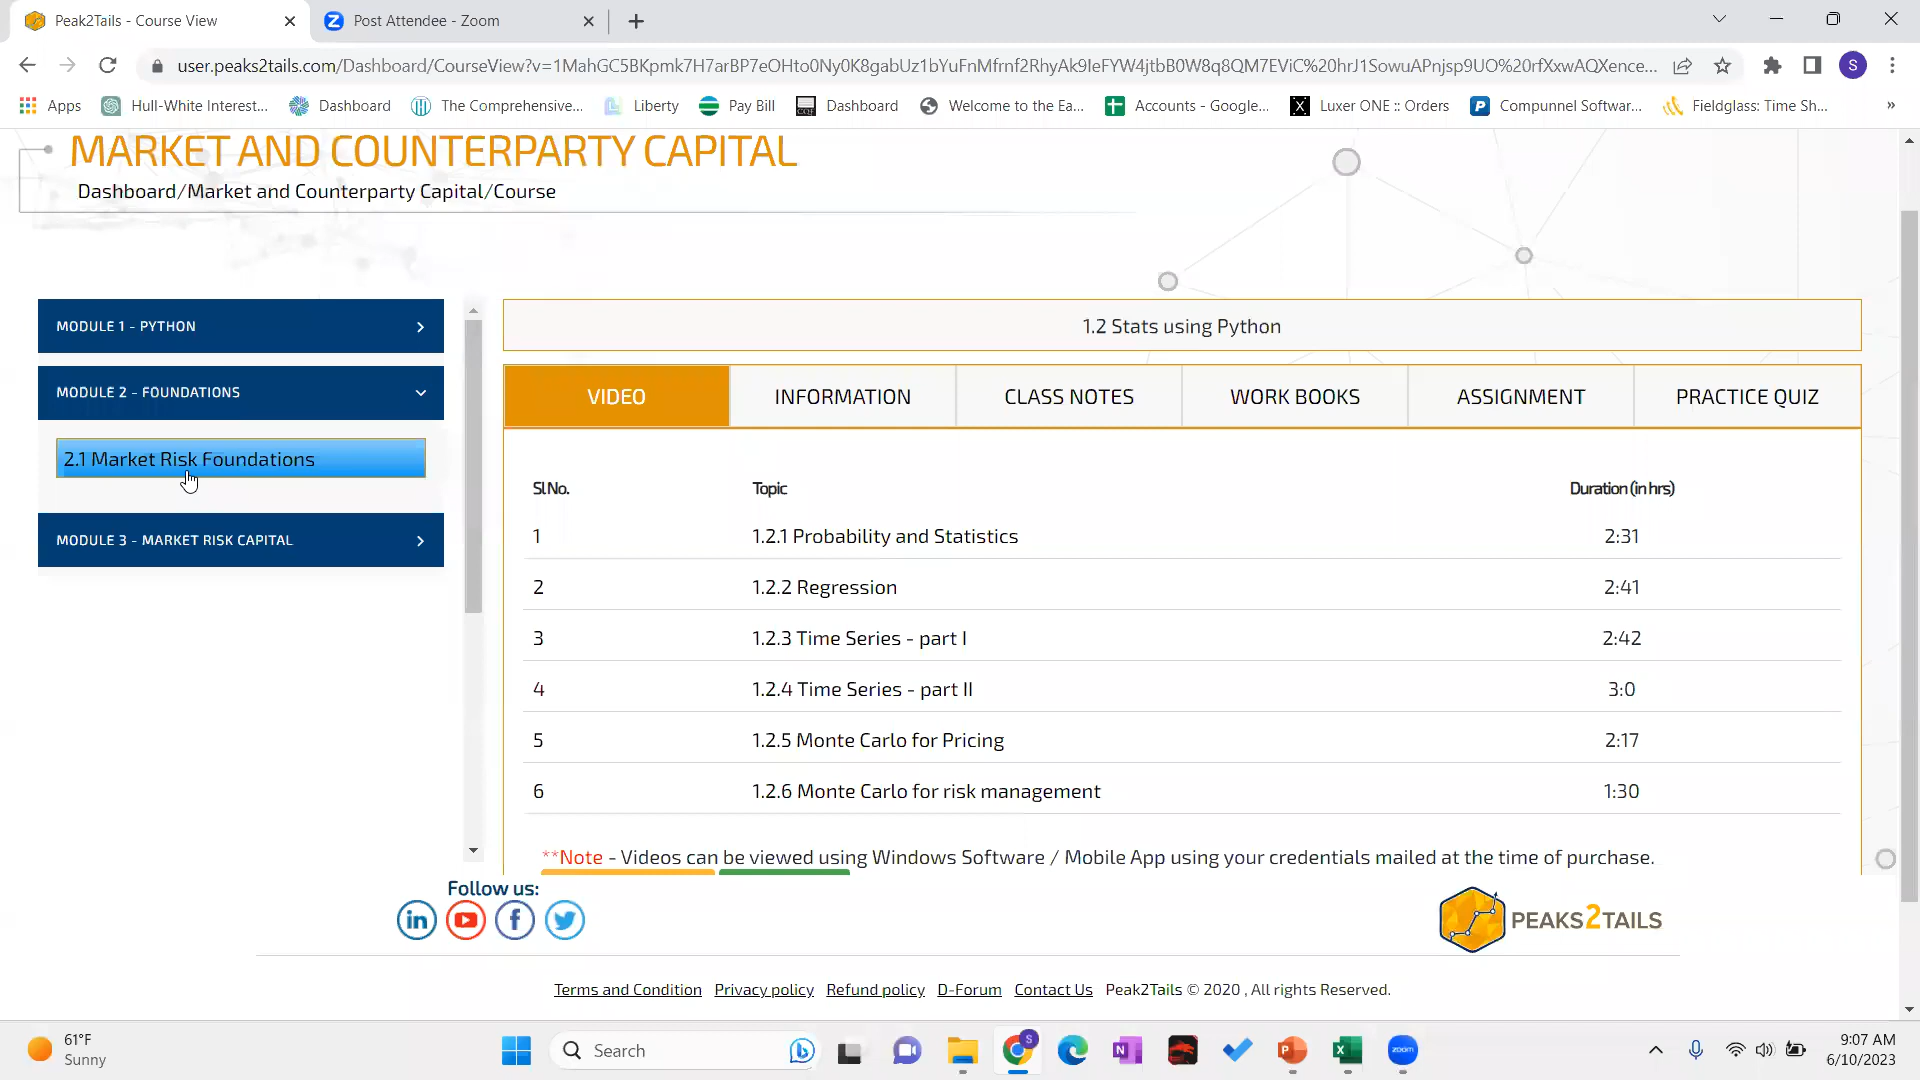 Peak2Tails - Course View
Post Attendee - Zoom
user.peaks2tails.com/Dashboard/CourseView?v=1MahGC5BKpmk7H7arBP7eOHto0Ny0K8gabUz1bYuFnMfrnf2RhyAk9IeFYW4jtbB0W8q8QM7EViC%20hrJ1SowuAPnjsp9UO%20rfXxwAQXence...
S
Apps
Hull-White Interest...
Dashboard
The Comprehensive...
Liberty
Pay Bill
Dashboard
Welcome to the Ea...
Accounts - Google...
Luxer ONE :: Orders
Compunnel Softwar...
Fieldglass: Time Sh...
MARKET AND COUNTERPARTY CAPITAL
Dashboard/Market and Counterparty Capital/Course
MODULE 1 - PYTHON
MODULE 2 - FOUNDATIONS
2.1 Market Risk Foundations
MODULE 3 - MARKET RISK CAPITAL
1.2 Stats using Python
VIDEO INFORMATION CLASS NOTES WORK BOOKS ASSIGNMENT PRACTICE QUIZ
Sl.No. Topic Duration (in hrs)
1 1.2.1 Probability and Statistics 2:31
2 1.2.2 Regression 2:41
3 1.2.3 Time Series - part I 2:42
4 1.2.4 Time Series - part II 3:0
5 1.2.5 Monte Carlo for Pricing 2:17
6 1.2.6 Monte Carlo for risk management 1:30
**Note - Videos can be viewed using Windows Software / Mobile App using your credentials mailed at the time of purchase.
Follow us:
PEAKS2TAILS
Terms and Condition Privacy policy Refund policy D-Forum Contact Us Peak2Tails © 2020 , All rights Reserved.
61°F
Sunny
Search
zoom
9:07 AM
6/10/2023